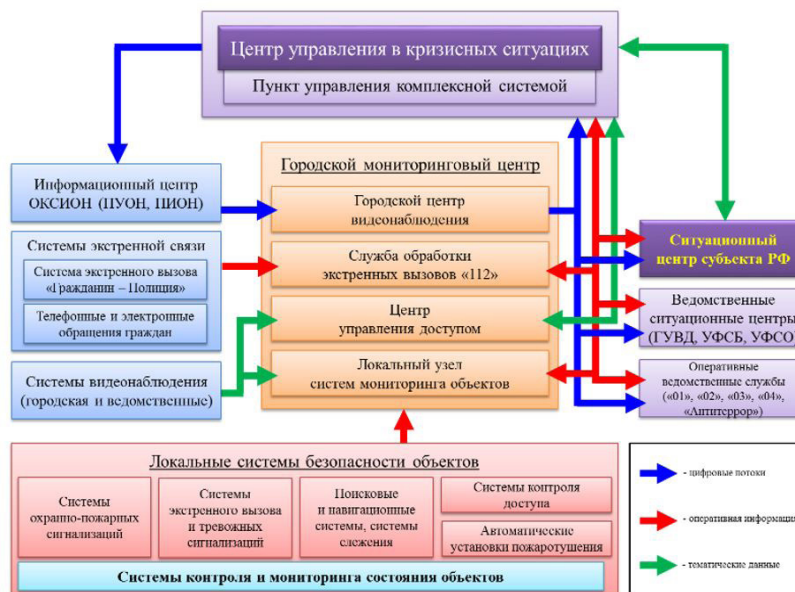 Центр управления в кризисных ситуациях
Пункт управления комплексной системой
Информационный центр
ОКСИОН (ПУОН, ПИОН)
Системы экстренной связи
Система экстренного вызова
«Гражданин – Полиция»
Телефонные и электронные
обращения граждан
Системы видеонаблюдения
(городская и ведомственные)
Городской мониторинговый центр
Городской центр
видеонаблюдения
Служба обработки
экстренных вызовов «112»
Центр
управления доступом
Локальный узел
систем мониторинга объектов
Ситуационный
центр субъекта РФ
Ведомственные
ситуационные центры
(ГУВД, УФСБ, УФСО)
Оперативные
ведомственные службы
(«01», «02», «03», «04»,
«Антитеррор»)
Локальные системы безопасности объектов
Системы
охранно-пожарных
сигнализаций
Системы
экстренного вызова
и тревожных
сигнализаций
Поисковые
и навигационные
системы, системы
слежения
Системы контроля
доступа
Автоматические
установки пожаротушения
Системы контроля и мониторинга состояния объектов
- цифровые потоки
- оперативная информация
- тематические данные